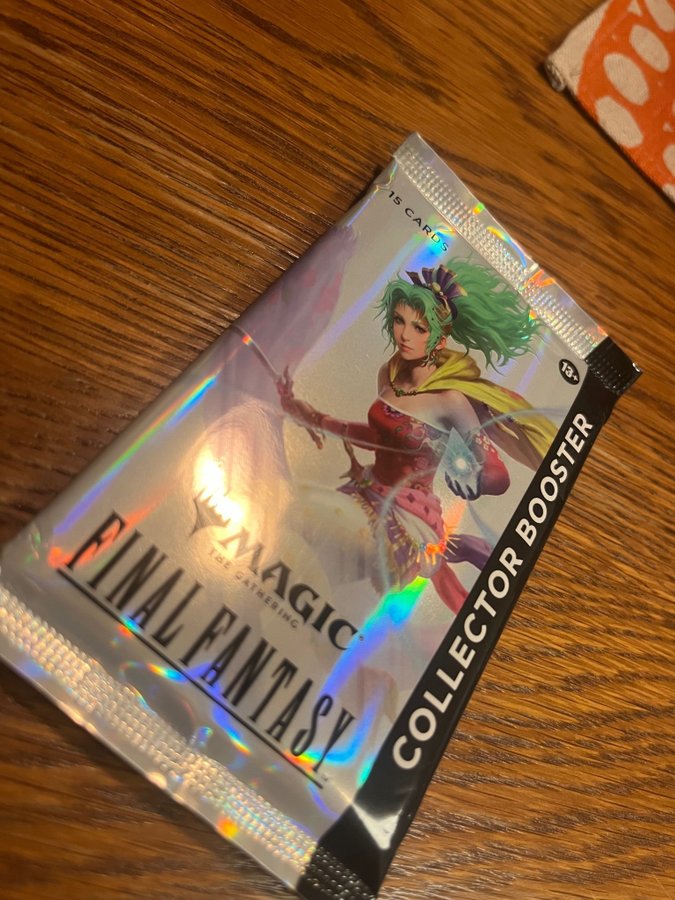 15 CARDS
13+
MAGIC
THE GATHERING
FINAL FANTASY
COLLECTOR BOOSTER